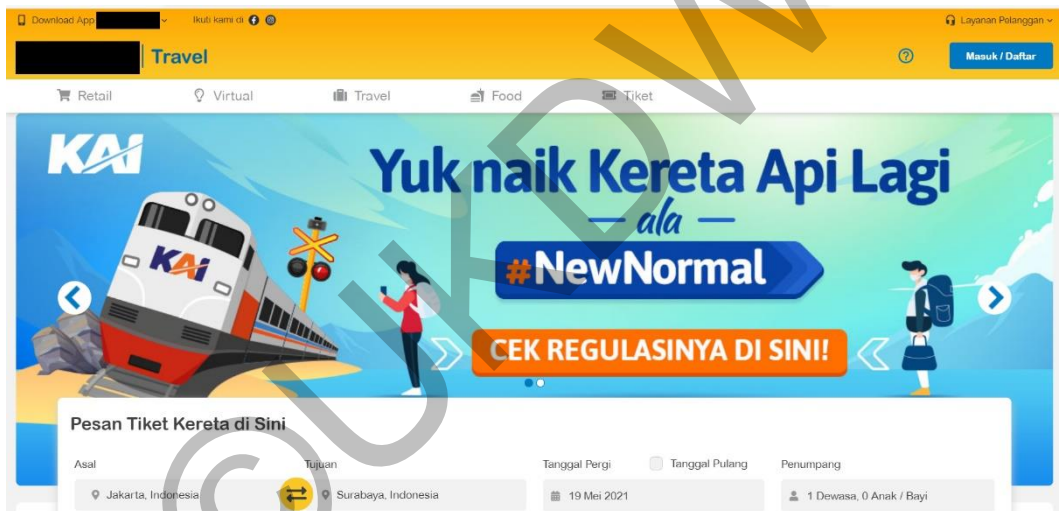 Download App
Ikuti kami di
Layanan Pelanggan
Travel
Masuk / Daftar
Retail
Virtual
Travel
Food
Tiket
KAI
Yuk naik Kereta Api Lagi
ala
#NewNormal
KAI
CEK REGULASINYA DI SINI!
Pesan Tiket Kereta di Sini
Asal
Tujuan
Tanggal Pergi
Tanggal Pulang
Penumpang
Jakarta, Indonesia
Surabaya, Indonesia
19 Mei 2021
1 Dewasa, 0 Anak / Bayi
©UKDW